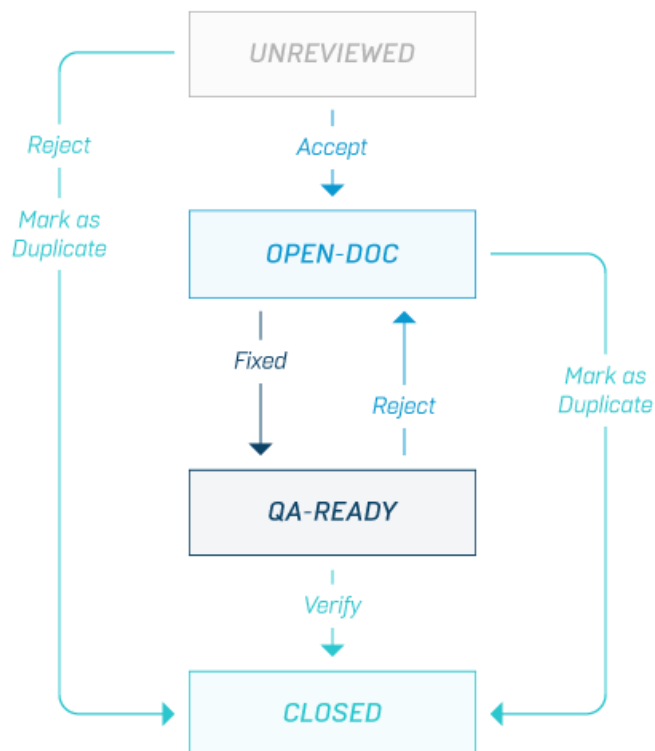 UNREVIEWED
Reject
Accept
Mark as
Duplicate
OPEN-DOC
Fixed
Mark as
Duplicate
Reject
QA-READY
Verify
CLOSED